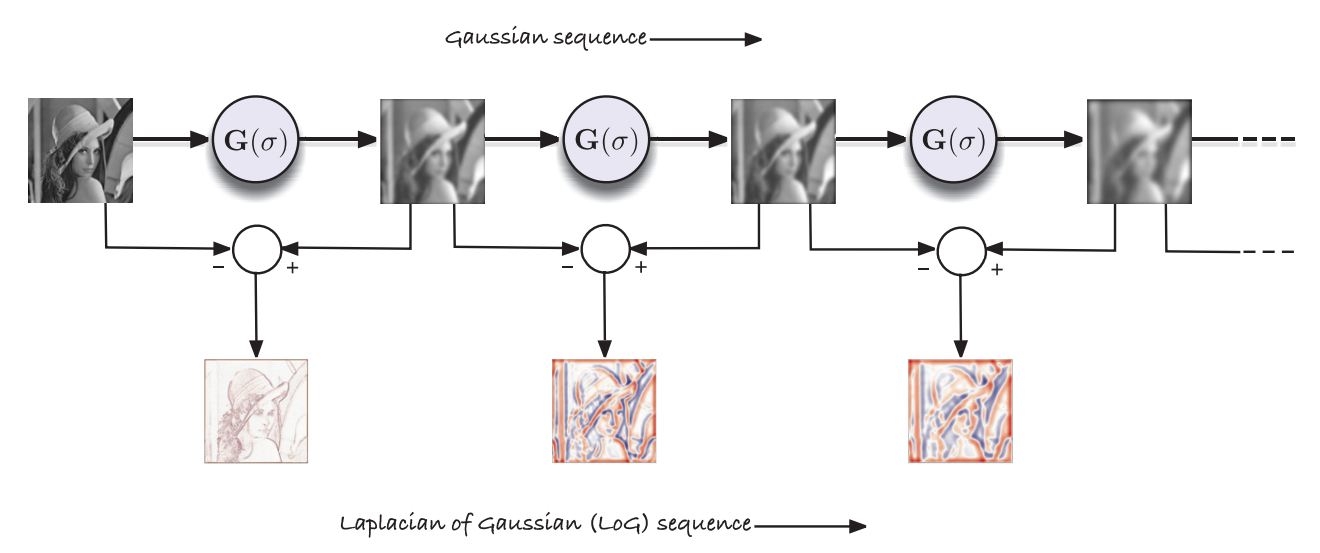 Gaussian sequence
G(σ) G(σ) G(σ)
− + − + − +
Laplacian of Gaussian (LoG) sequence